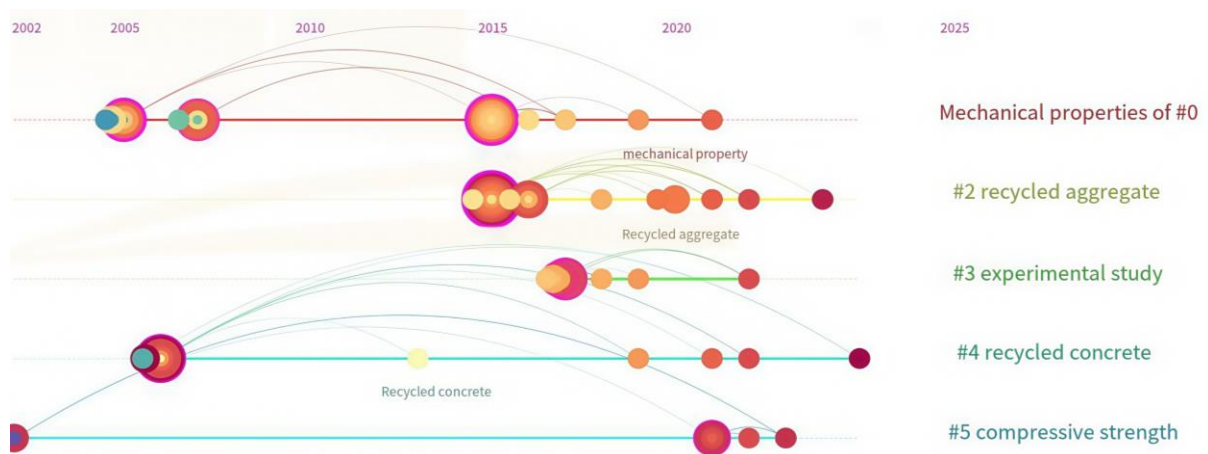 2002 2005 2010 2015 2020 2025
Mechanical properties of #0
mechanical property
#2 recycled aggregate
Recycled aggregate
#3 experimental study
#4 recycled concrete
Recycled concrete
#5 compressive strength